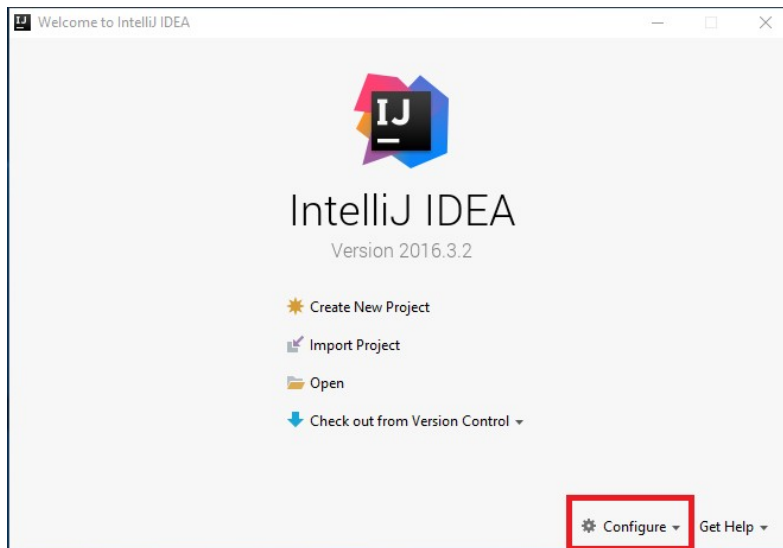 IJ Welcome to IntelliJ IDEA
IJ
IntelliJ IDEA
Version 2016.3.2
Create New Project
Import Project
Open
Check out from Version Control
Configure Get Help